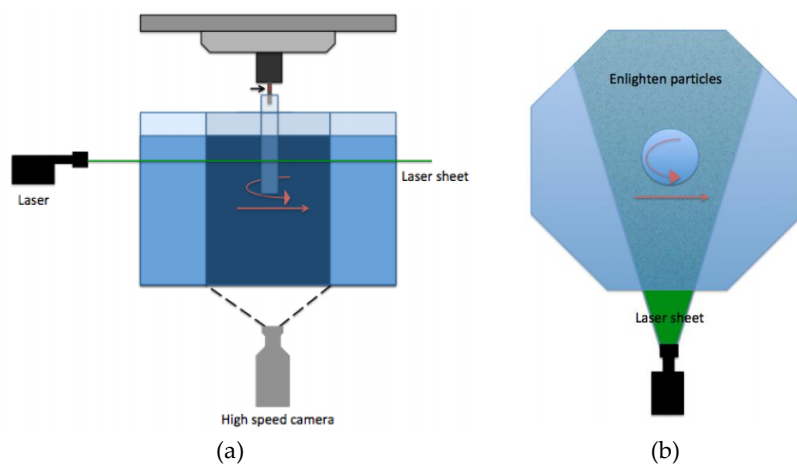 Laser
Laser sheet
High speed camera
(a)
Enlighten particles
Laser sheet
(b)